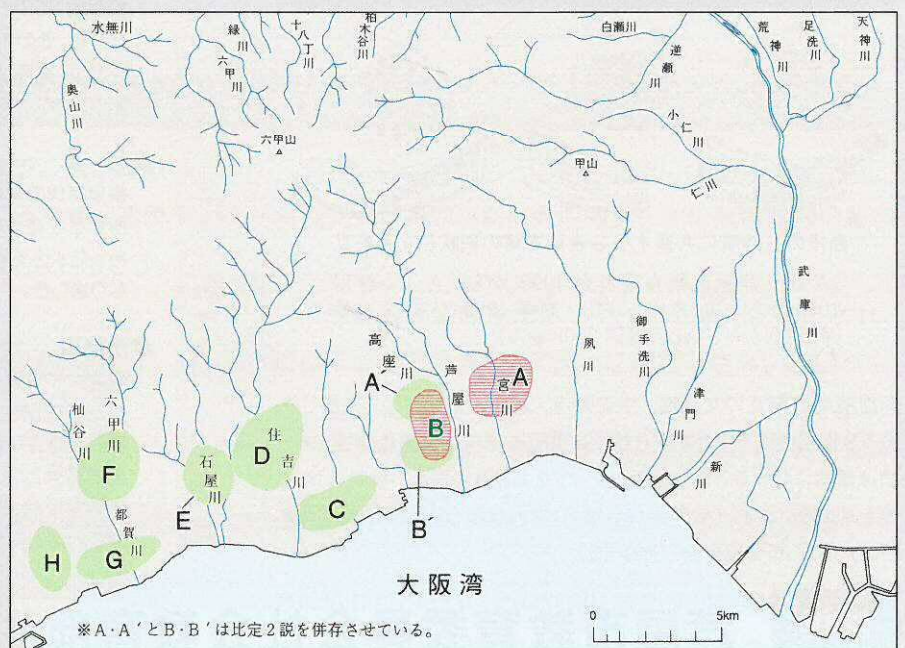 水無川
奥山川
緑川
六甲川
十八丁川
柏木谷川
白瀬川
逆瀬川
荒神川
足洗川
天神川
六甲山
甲山
小仁川
仁川
武庫川
高座川
芦屋川
宮川
夙川
御手洗川
津門川
新川
杣谷川
六甲川
都賀川
石屋川
住吉川
A´
A
B
B´
C
D
E
F
G
H
大阪湾
0 5km
※A・A´とB・B´は比定2説を併存させている。